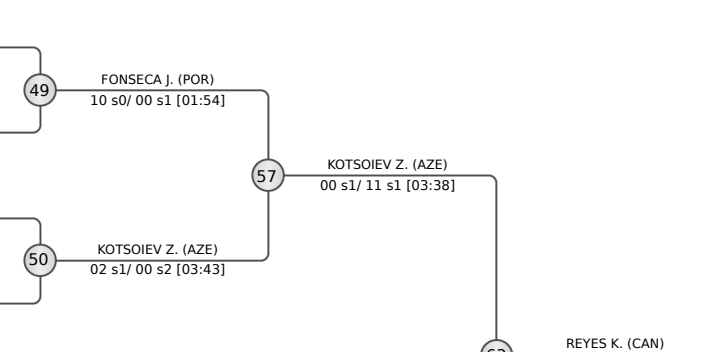 FONSECA J. (POR)
49
10 s0/ 00 s1 [01:54]
KOTSOIEV Z. (AZE)
57
00 s1/ 11 s1 [03:38]
KOTSOIEV Z. (AZE)
50
02 s1/ 00 s2 [03:43]
REYES K. (CAN)